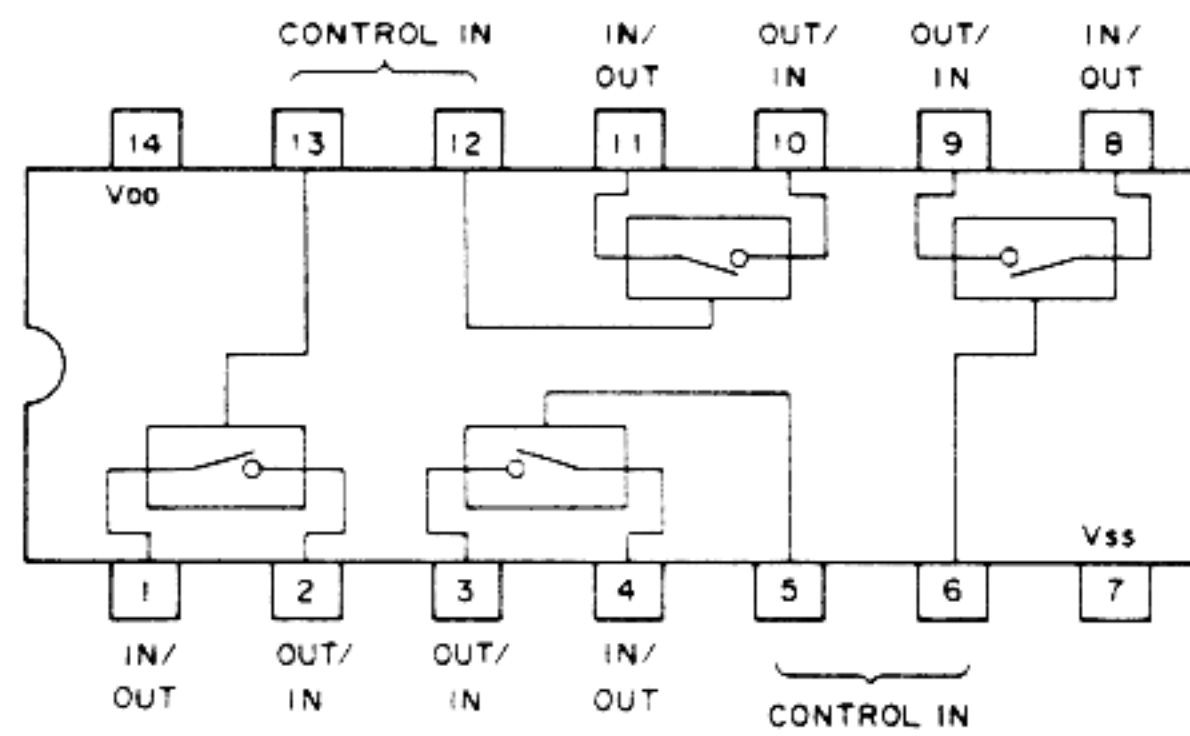 CONTROL IN IN/ OUT/ OUT/ IN/
OUT IN IN OUT
14 13 12 11 10 9 8
VDD
VSS
1 2 3 4 5 6 7
IN/ OUT/ OUT/ IN/
OUT IN IN OUT
CONTROL IN